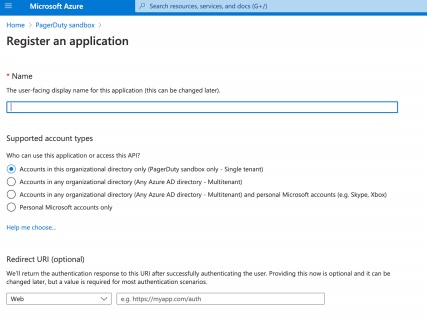 Microsoft Azure
Search resources, services, and docs (G+/)
Home > PagerDuty sandbox >
Register an application
* Name
The user-facing display name for this application (this can be changed later).
Supported account types
Who can use this application or access this API?
Accounts in this organizational directory only (PagerDuty sandbox only - Single tenant)
Accounts in any organizational directory (Any Azure AD directory - Multitenant)
Accounts in any organizational directory (Any Azure AD directory - Multitenant) and personal Microsoft accounts (e.g. Skype, Xbox)
Personal Microsoft accounts only
Help me choose...
Redirect URI (optional)
We'll return the authentication response to this URI after successfully authenticating the user. Providing this now is optional and it can be
changed later, but a value is required for most authentication scenarios.
Web
e.g. https://myapp.com/auth